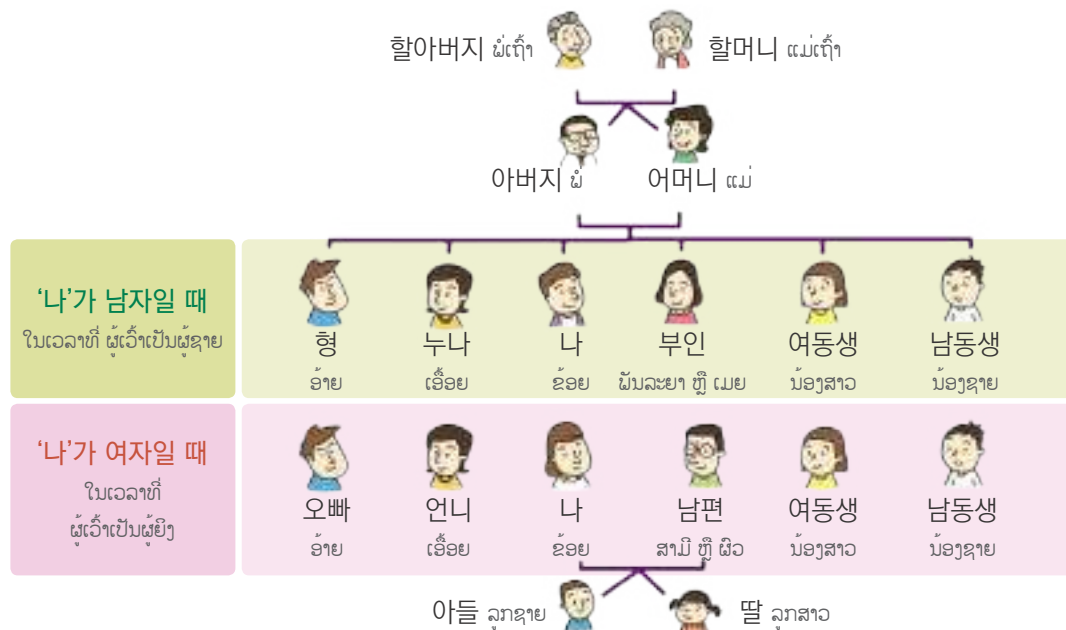 할아버지 ພໍ່ເຖົ້າ 할머니 ແມ່ເຖົ້າ
아버지 ພໍ່ 어머니 ແມ່
‘나’가 남자일 때
ໃນເວລາທີ່ ຜູ້ເວົ້າເປັນຜູ້ຊາຍ
형 누나 나 부인 여동생 남동생
ອ້າຍ ເອື້ອຍ ຂ້ອຍ ພັນລະຍາ ຫຼື ເມຍ ນ້ອງສາວ ນ້ອງຊາຍ
‘나’가 여자일 때
ໃນເວລາທີ່
ຜູ້ເວົ້າເປັນຜູ້ຍິງ
오빠 언니 나 남편 여동생 남동생
ອ້າຍ ເອື້ອຍ ຂ້ອຍ ສາມີ ຫຼື ຜົວ ນ້ອງສາວ ນ້ອງຊາຍ
아들 ລູກຊາຍ 딸 ລູກສາວ